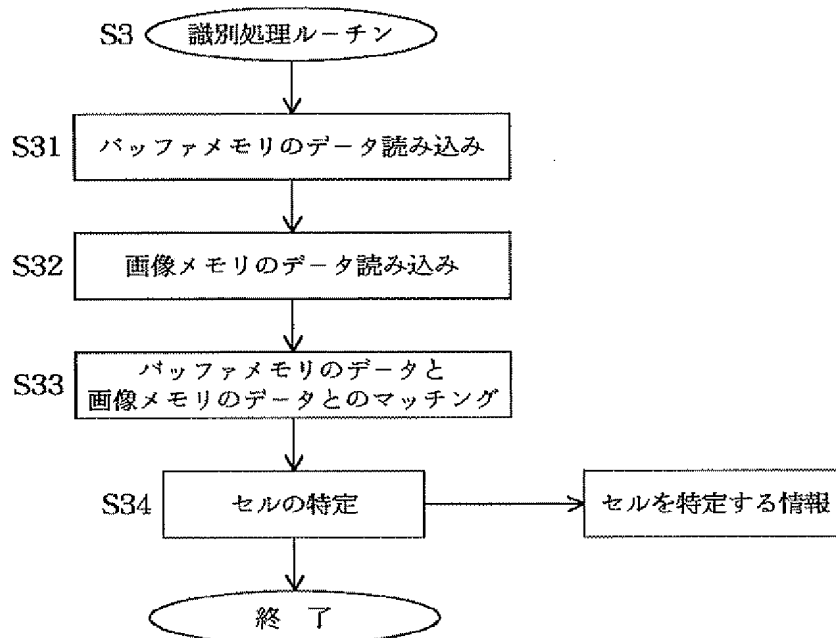 S3 識別処理ルーチン
S31 バッファメモリのデータ読み込み
S32 画像メモリのデータ読み込み
S33 バッファメモリのデータと
画像メモリのデータとのマッチング
S34 セルの特定 セルを特定する情報
終 了